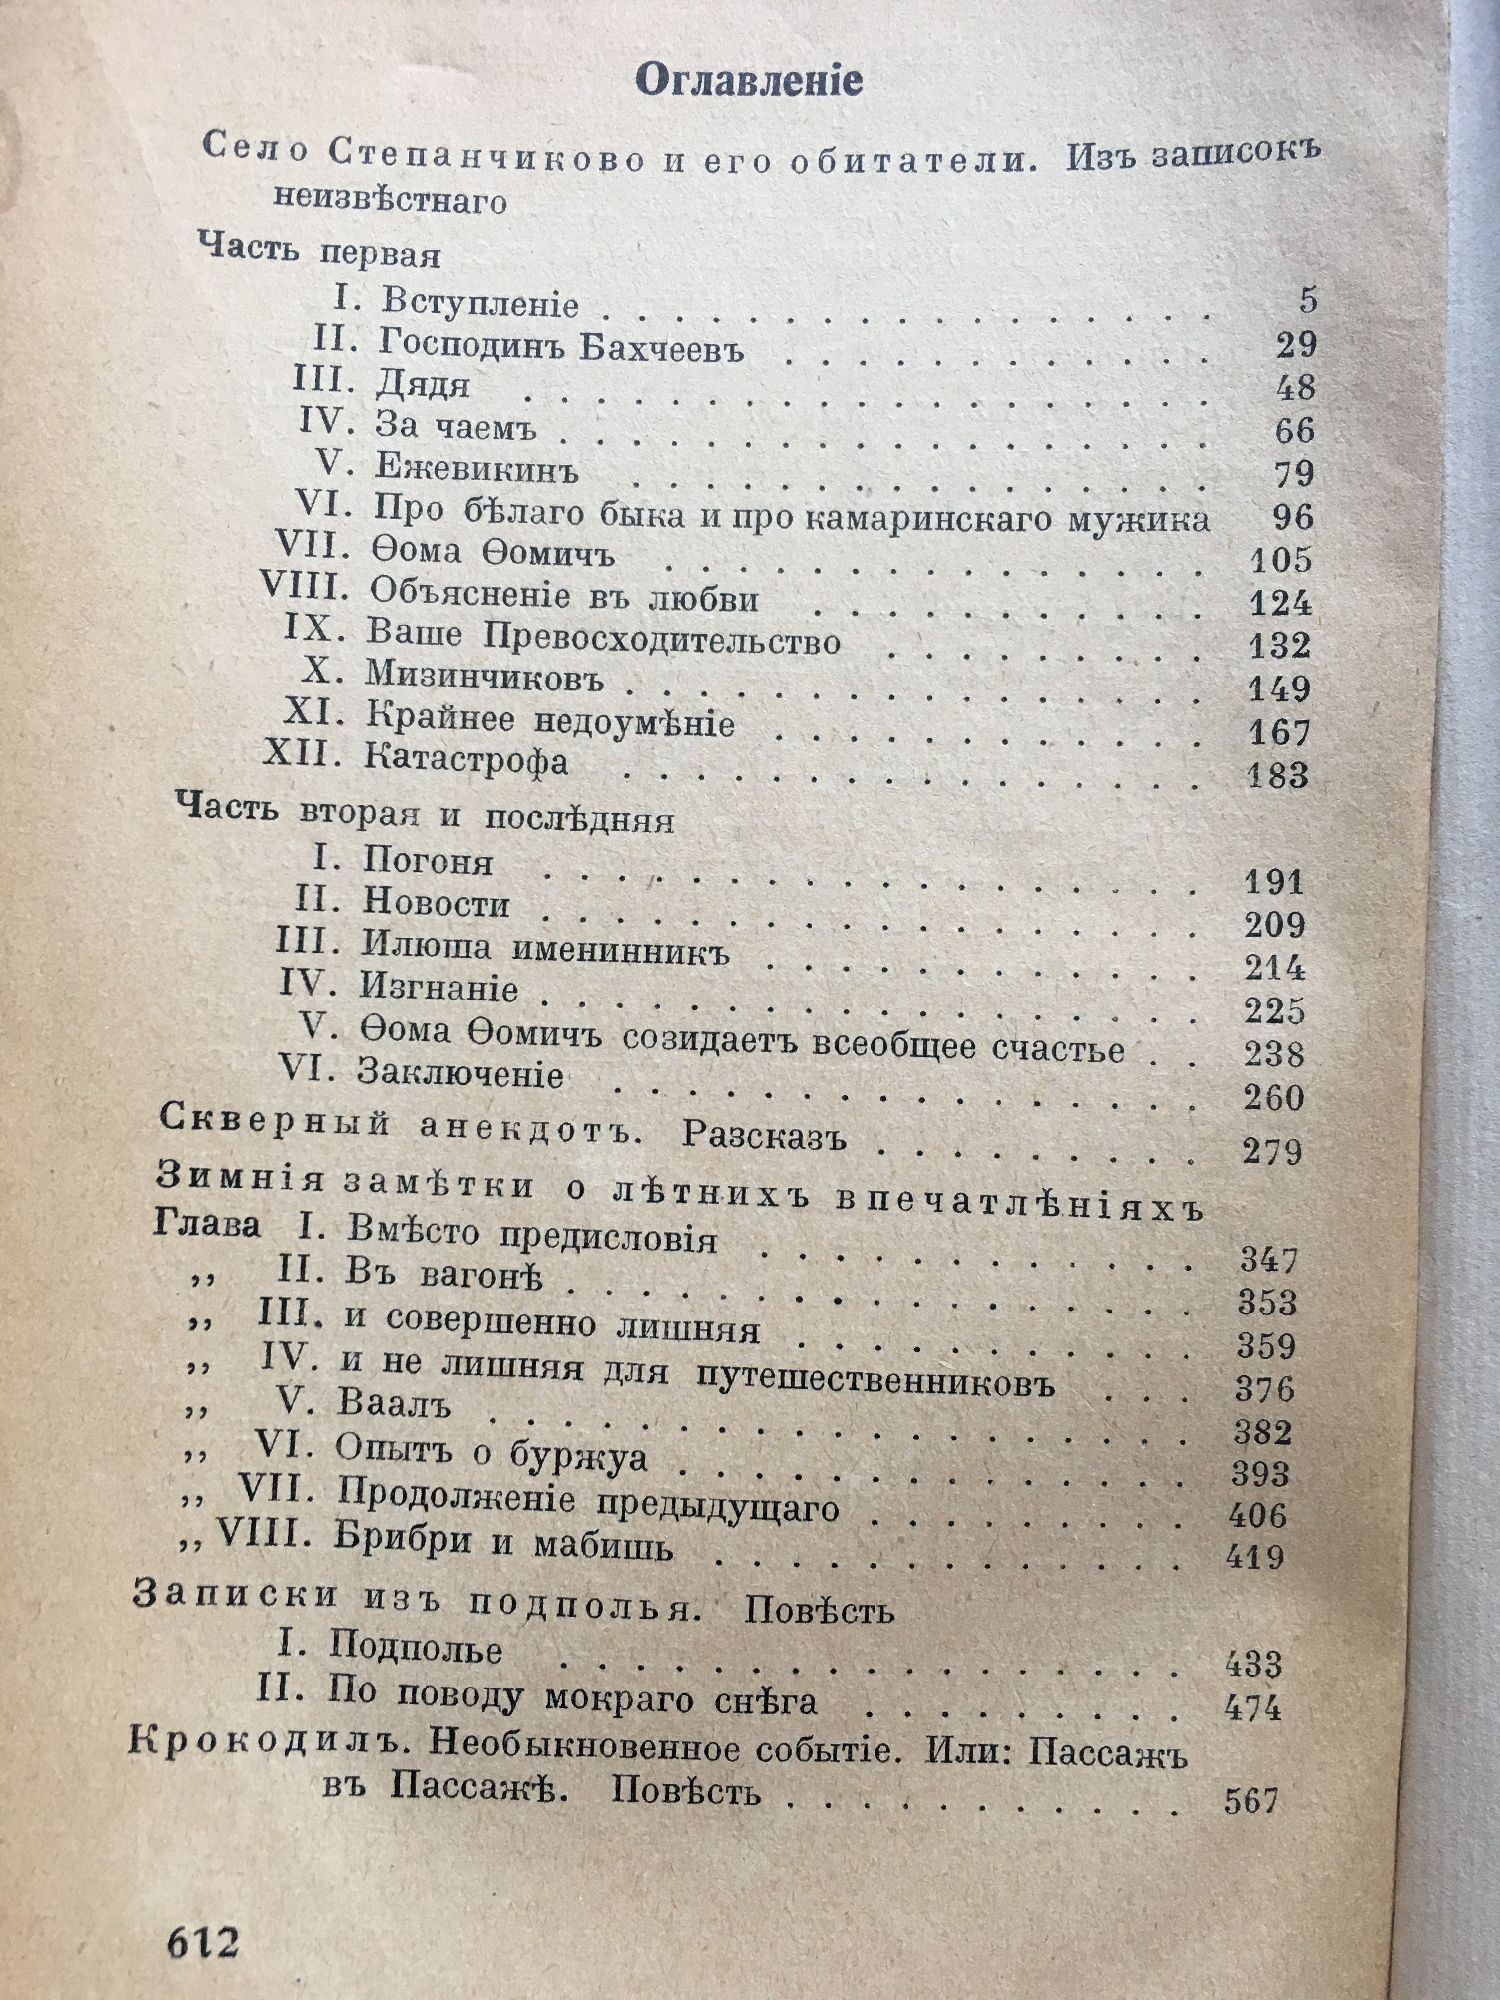 Оглавленіе
Село Степанчиково и его обитатели. Изъ записокъ
неизвѣстнаго
Часть первая
I. Вступленіе . . . . . . . . . . . . . . . . . 5
II. Господинъ Бахчеевъ . . . . . . . . . . . . 29
III. Дядя . . . . . . . . . . . . . . . . . . . 48
IV. За чаемъ . . . . . . . . . . . . . . . . . . 66
V. Ежевикинъ . . . . . . . . . . . . . . . . 79
VI. Про бѣлаго быка и про камаринскаго мужика 96
VII. Ѳома Ѳомичъ . . . . . . . . . . . . . . . 105
VIII. Объясненіе въ любви . . . . . . . . . . . 124
IX. Ваше Превосходительство . . . . . . . . . 132
X. Мизинчиковъ . . . . . . . . . . . . . . . . 149
XI. Крайнее недоумѣніе . . . . . . . . . . . . 167
XII. Катастрофа . . . . . . . . . . . . . . . . 183
Часть вторая и послѣдняя
I. Погоня . . . . . . . . . . . . . . . . . . 191
II. Новости . . . . . . . . . . . . . . . . . . 209
III. Илюша именинникъ . . . . . . . . . . . . 214
IV. Изгнаніе . . . . . . . . . . . . . . . . . . 225
V. Ѳома Ѳомичъ созидаетъ всеобщее счастье . . 238
VI. Заключеніе . . . . . . . . . . . . . . . . 260
Скверный анекдотъ. Разсказъ . . . . . . . . . 279
Зимнія замѣтки о лѣтнихъ впечатлѣніяхъ
Глава I. Вмѣсто предисловія . . . . . . . . . . . . 347
,, II. Въ вагонѣ . . . . . . . . . . . . . . . . . 353
,, III. и совершенно лишняя . . . . . . . . . . . 359
,, IV. и не лишняя для путешественниковъ . . . 376
,, V. Ваалъ . . . . . . . . . . . . . . . . . . . 382
,, VI. Опытъ о буржуа . . . . . . . . . . . . . . 393
,, VII. Продолженіе предыдущаго . . . . . . . . . 406
,, VIII. Брибри и мабишь . . . . . . . . . . . . . 419
Записки изъ подполья. Повѣсть
I. Подполье . . . . . . . . . . . . . . . . . 433
II. По поводу мокраго снѣга . . . . . . . . . 474
Крокодилъ. Необыкновенное событіе. Или: Пассажъ
въ Пассажѣ. Повѣсть . . . . . . . . . . . 567
612